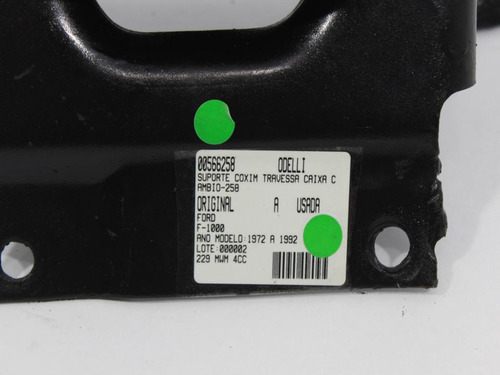 00566258 ODELLI
SUPORTE COXIM TRAVESSA CAIXA C
AMBIO-258
ORIGINAL A USADA
FORD
F-1000
ANO MODELO:1972 A 1992
LOTE:000002
229 MWM 4CC